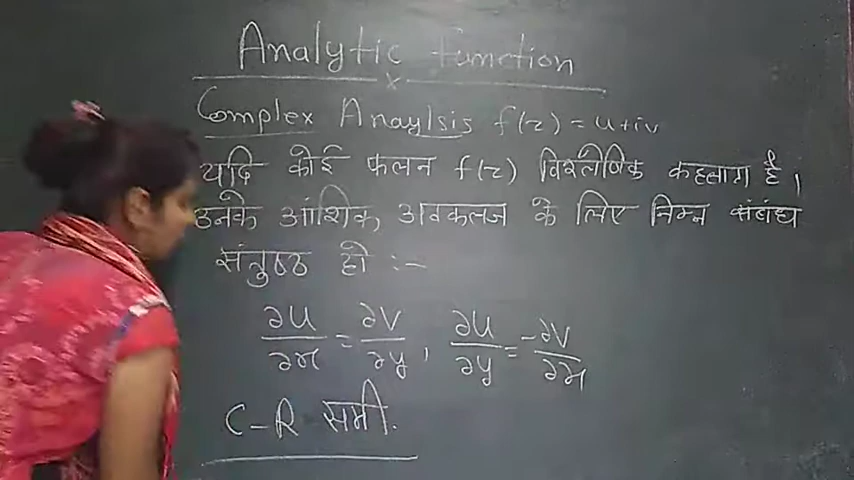 Analytic Function
Complex Anaylsis f(z) = u+iv
यदि कोई फलन f(z) विश्लेषिक कहलाता है।
उनके आंशिक अवकलज के लिए निम्न संबंध
संतुष्ठ हो :-
∂U/∂x = ∂V/∂y , ∂U/∂y = -∂V/∂x
C-R समी.